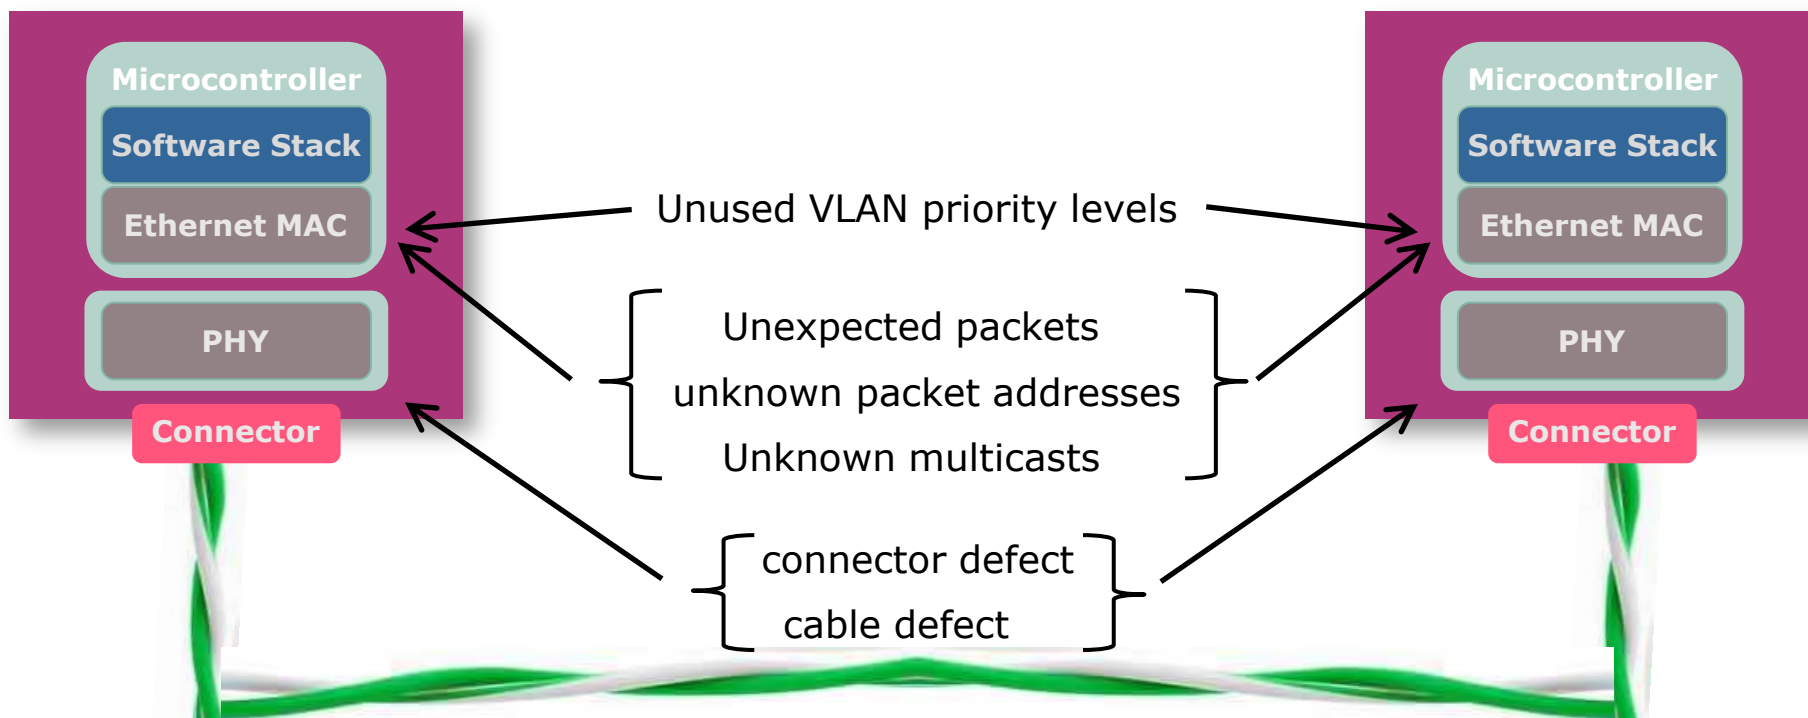 Microcontroller
Software Stack
Ethernet MAC
PHY
Connector
Unused VLAN priority levels
Unexpected packets
unknown packet addresses
Unknown multicasts
connector defect
cable defect
Microcontroller
Software Stack
Ethernet MAC
PHY
Connector